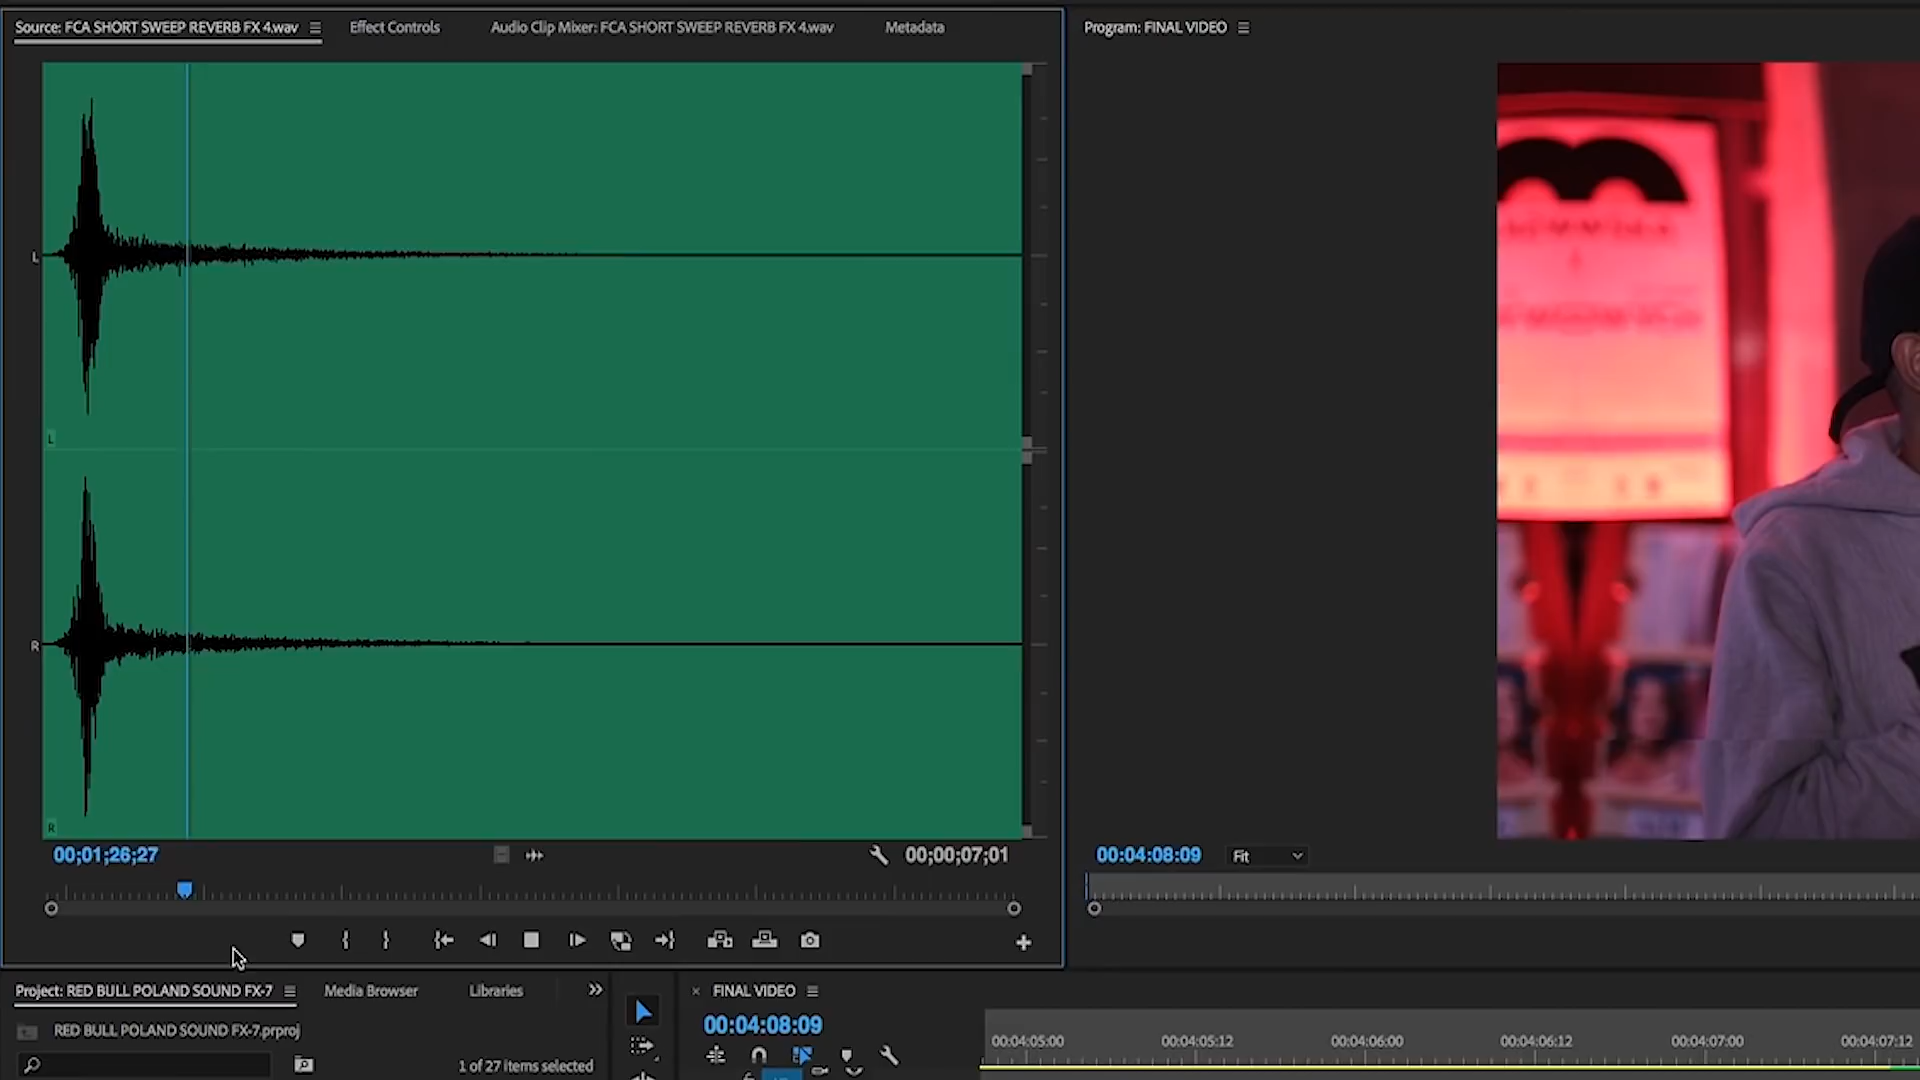 Source: FCA SHORT SWEEP REVERB FX 4.wav
Effect Controls
Audio Clip Mixer: FCA SHORT SWEEP REVERB FX 4.wav
Metadata
Program: FINAL VIDEO
L
L
R
R
00;01;26;27
00;00;07;01
00:04:08:09
Fit
Project: RED BULL POLAND SOUND FX-7
Media Browser
Libraries
FINAL VIDEO
RED BULL POLAND SOUND FX-7.prproj
00:04:08:09
1 of 27 items selected
00:04:05:00
00:04:05:12
00:04:06:00
00:04:06:12
00:04:07:00
00:04:07:12